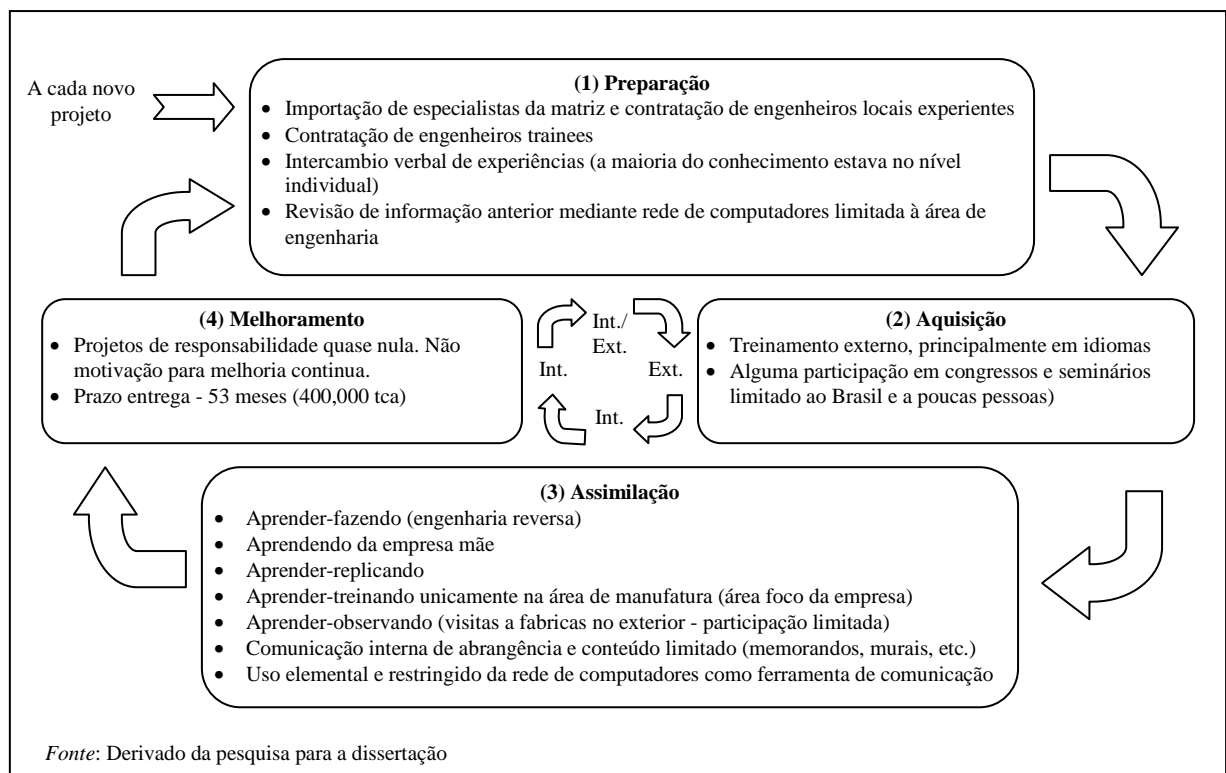 A cada novo
projeto
(1) Preparação
• Importação de especialistas da matriz e contratação de engenheiros locais experientes
• Contratação de engenheiros trainees
• Intercambio verbal de experiências (a maioria do conhecimento estava no nível
individual)
• Revisão de informação anterior mediante rede de computadores limitada à área de
engenharia
(4) Melhoramento
• Projetos de responsabilidade quase nula. Não
motivação para melhoria continua.
• Prazo entrega - 53 meses (400,000 tca)
Int./
Ext.
Int.
Ext.
Int.
(2) Aquisição
• Treinamento externo, principalmente em idiomas
• Alguma participação em congressos e seminários
limitado ao Brasil e a poucas pessoas)
(3) Assimilação
• Aprender-fazendo (engenharia reversa)
• Aprendendo da empresa mãe
• Aprender-replicando
• Aprender-treinando unicamente na área de manufatura (área foco da empresa)
• Aprender-observando (visitas a fabricas no exterior - participação limitada)
• Comunicação interna de abrangência e conteúdo limitado (memorandos, murais, etc.)
• Uso elemental e restringido da rede de computadores como ferramenta de comunicação
Fonte: Derivado da pesquisa para a dissertação